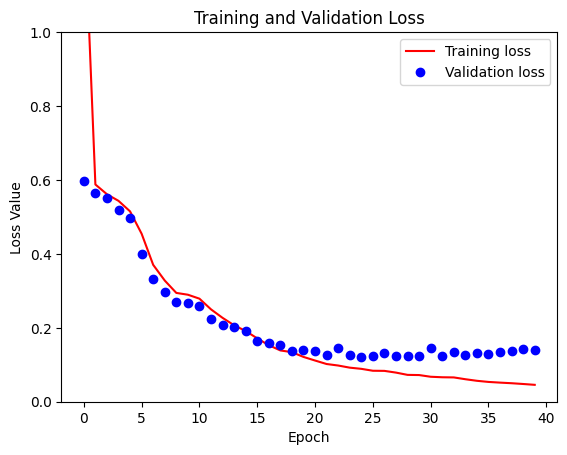 Training and Validation Loss
Training loss
Validation loss
Loss Value
1.0
0.8
0.6
0.4
0.2
0.0
0 5 10 15 20 25 30 35 40
Epoch